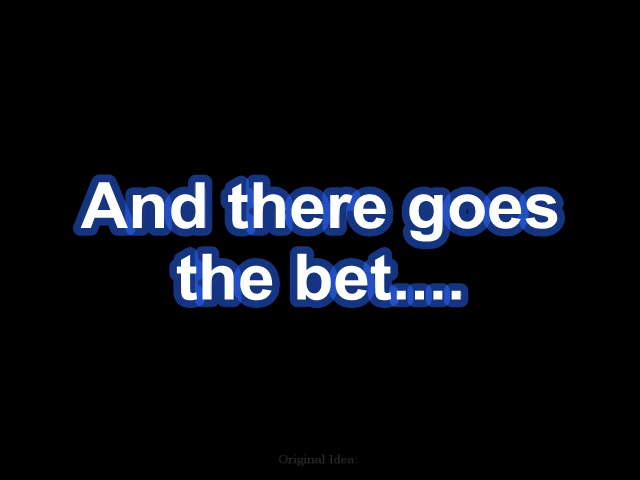 And there goes
the bet....
Original Idea: